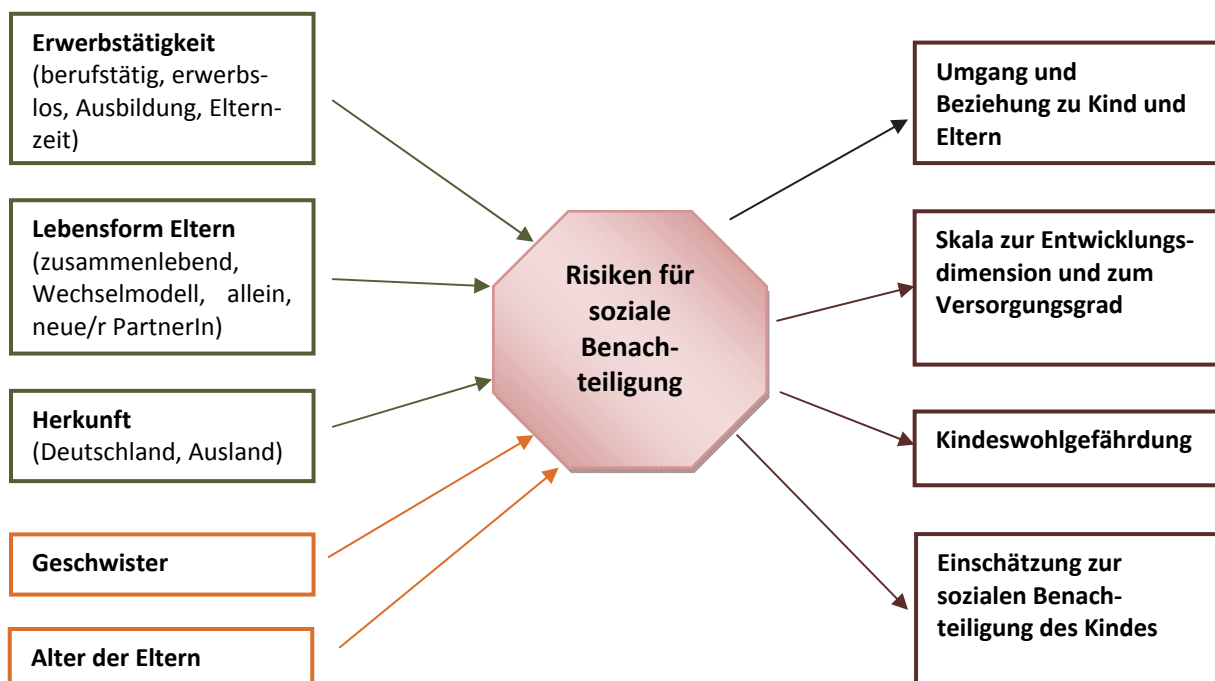 Erwerbstätigkeit
(berufstätig, erwerbs-
los, Ausbildung, Eltern-
zeit)
Lebensform Eltern
(zusammenlebend,
Wechselmodell, allein,
neue/r PartnerIn)
Herkunft
(Deutschland, Ausland)
Geschwister
Alter der Eltern
Risiken für
soziale
Benach-
teiligung
Umgang und
Beziehung zu Kind und
Eltern
Skala zur Entwicklungs-
dimension und zum
Versorgungsgrad
Kindeswohlgefährdung
Einschätzung zur
sozialen Benach-
teiligung des Kindes